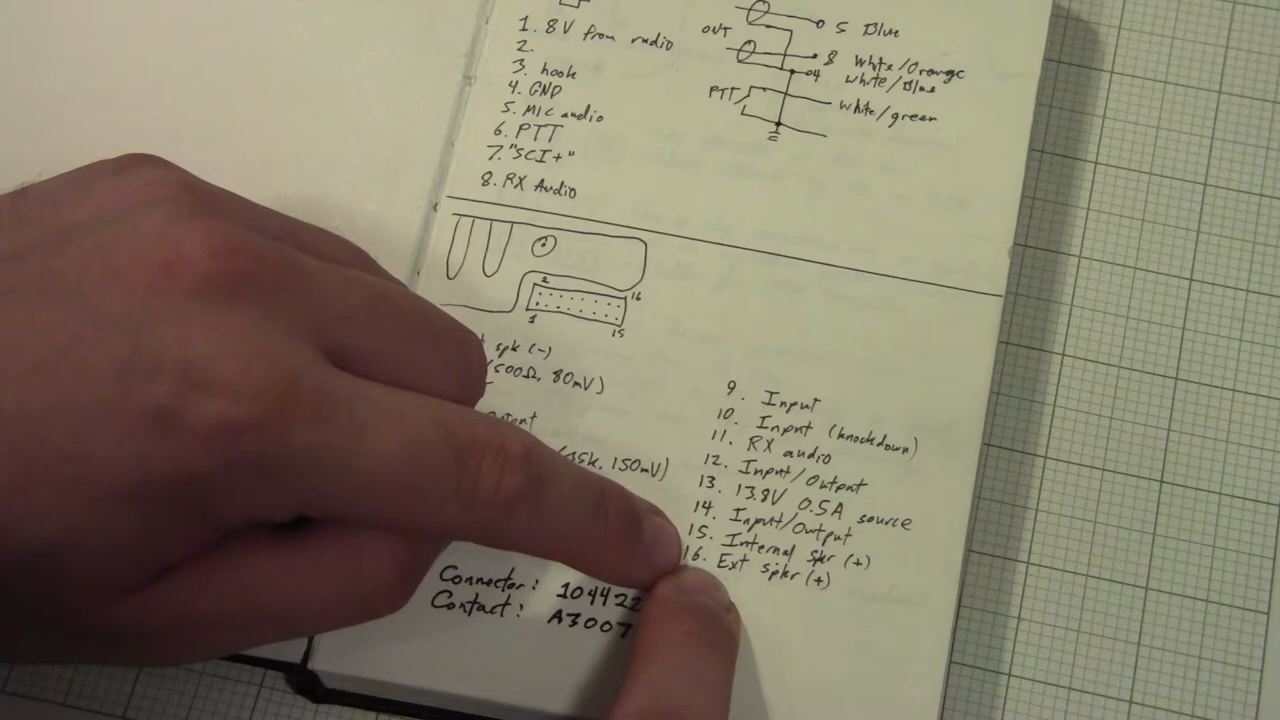 1. 8V from radio
2.
3. hook
4. GND
5. MIC audio
6. PTT
7. "SCI+"
8. RX Audio
OUT
5 Blue
8 White/Orange
4 White/Blue
PTT
White/green
2
16
1
15
spk (-)
(500Ω, 80mV)
150mV)
9. Input
10. Input (knockdown)
11. RX audio
12. Input/Output
13. 13.8V 0.5A source
14. Input/Output
15. Internal spkr (+)
16. Ext spkr (+)
Connector: 104422
Contact: A3007